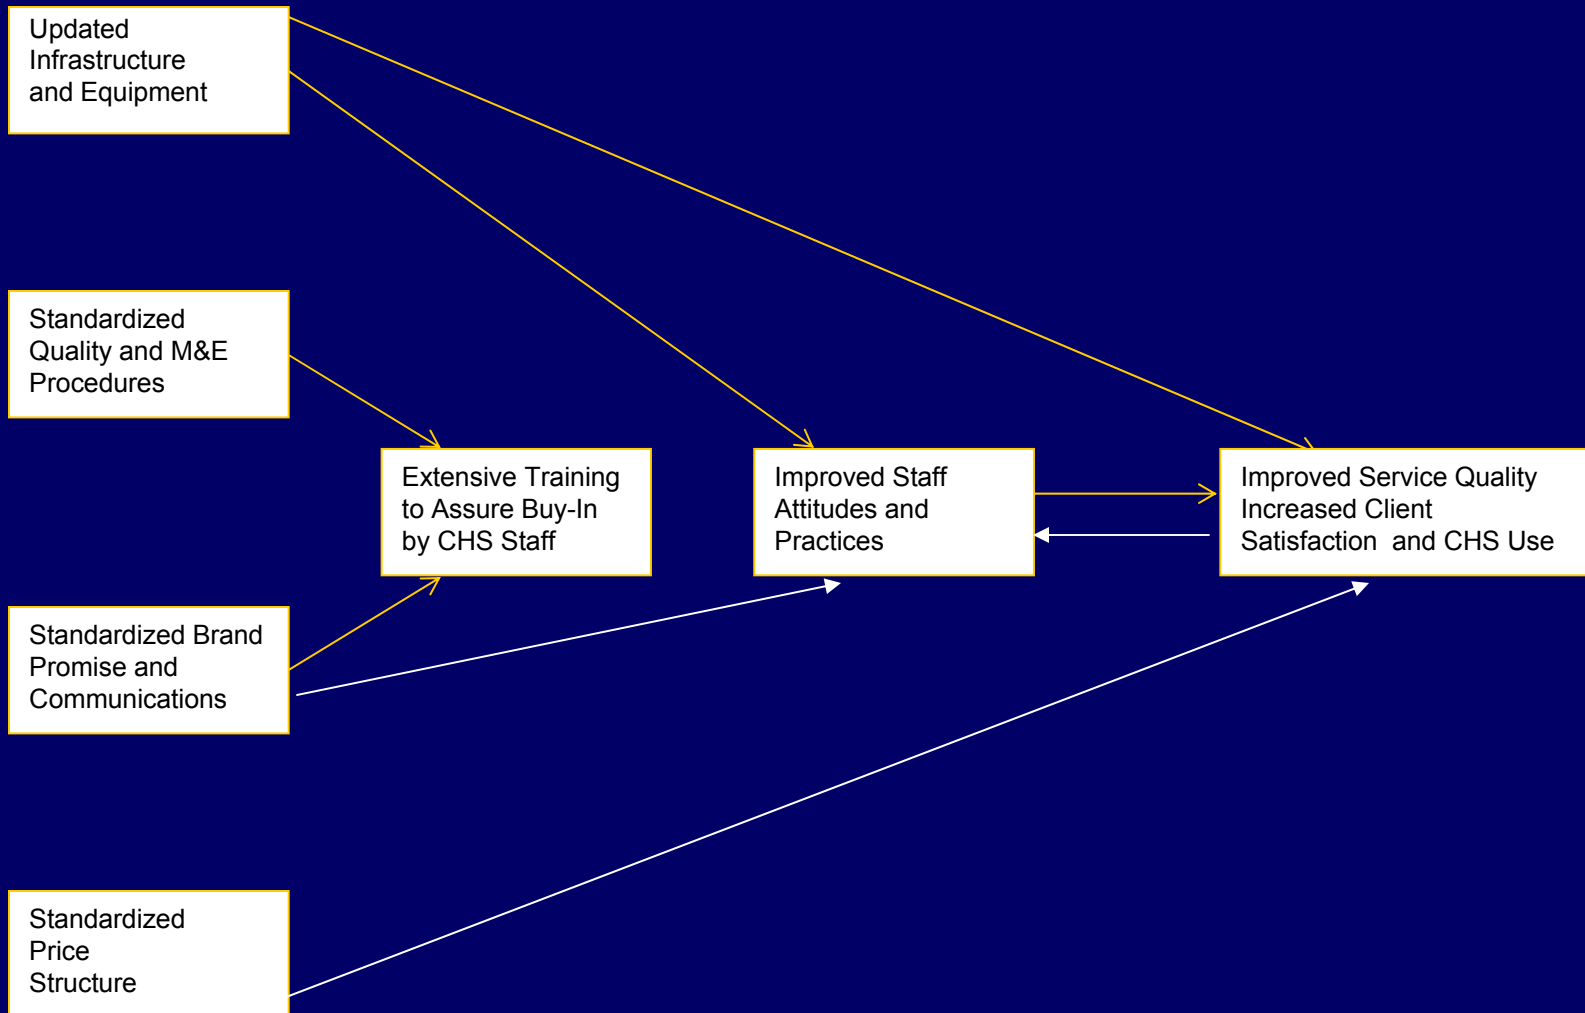 Updated
Infrastructure
and Equipment
Standardized
Quality and M&E
Procedures
Extensive Training
to Assure Buy-In
by CHS Staff
Improved Staff
Attitudes and
Practices
Improved Service Quality
Increased Client
Satisfaction  and CHS Use
Standardized Brand
Promise and
Communications
Standardized
Price
Structure